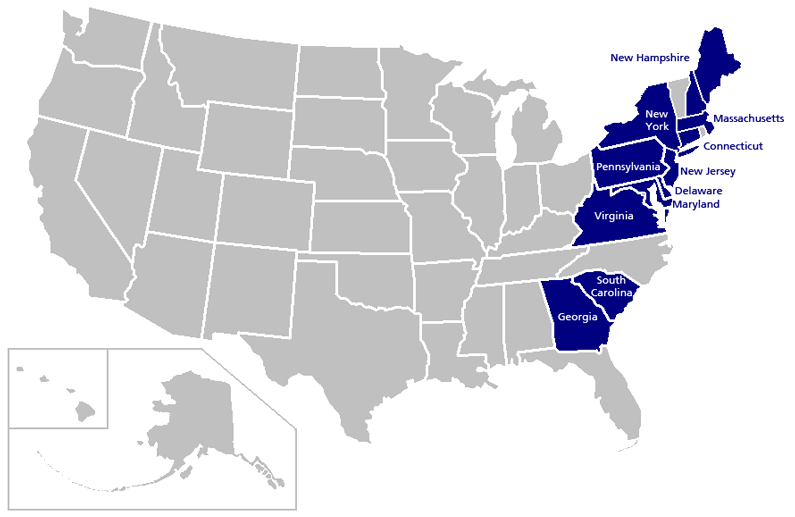 New Hampshire
New
York
Massachusetts
Connecticut
Pennsylvania
New Jersey
Delaware
Maryland
Virginia
South
Carolina
Georgia